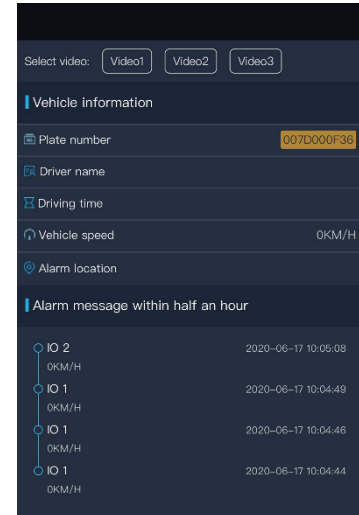 Select video: Video1 Video2 Video3
Vehicle information
Plate number 007D000F36
Driver name
Driving time
Vehicle speed 0KM/H
Alarm location
Alarm message within half an hour
IO 2 2020-06-17 10:05:08
0KM/H
IO 1 2020-06-17 10:04:49
0KM/H
IO 1 2020-06-17 10:04:46
0KM/H
IO 1 2020-06-17 10:04:44
0KM/H